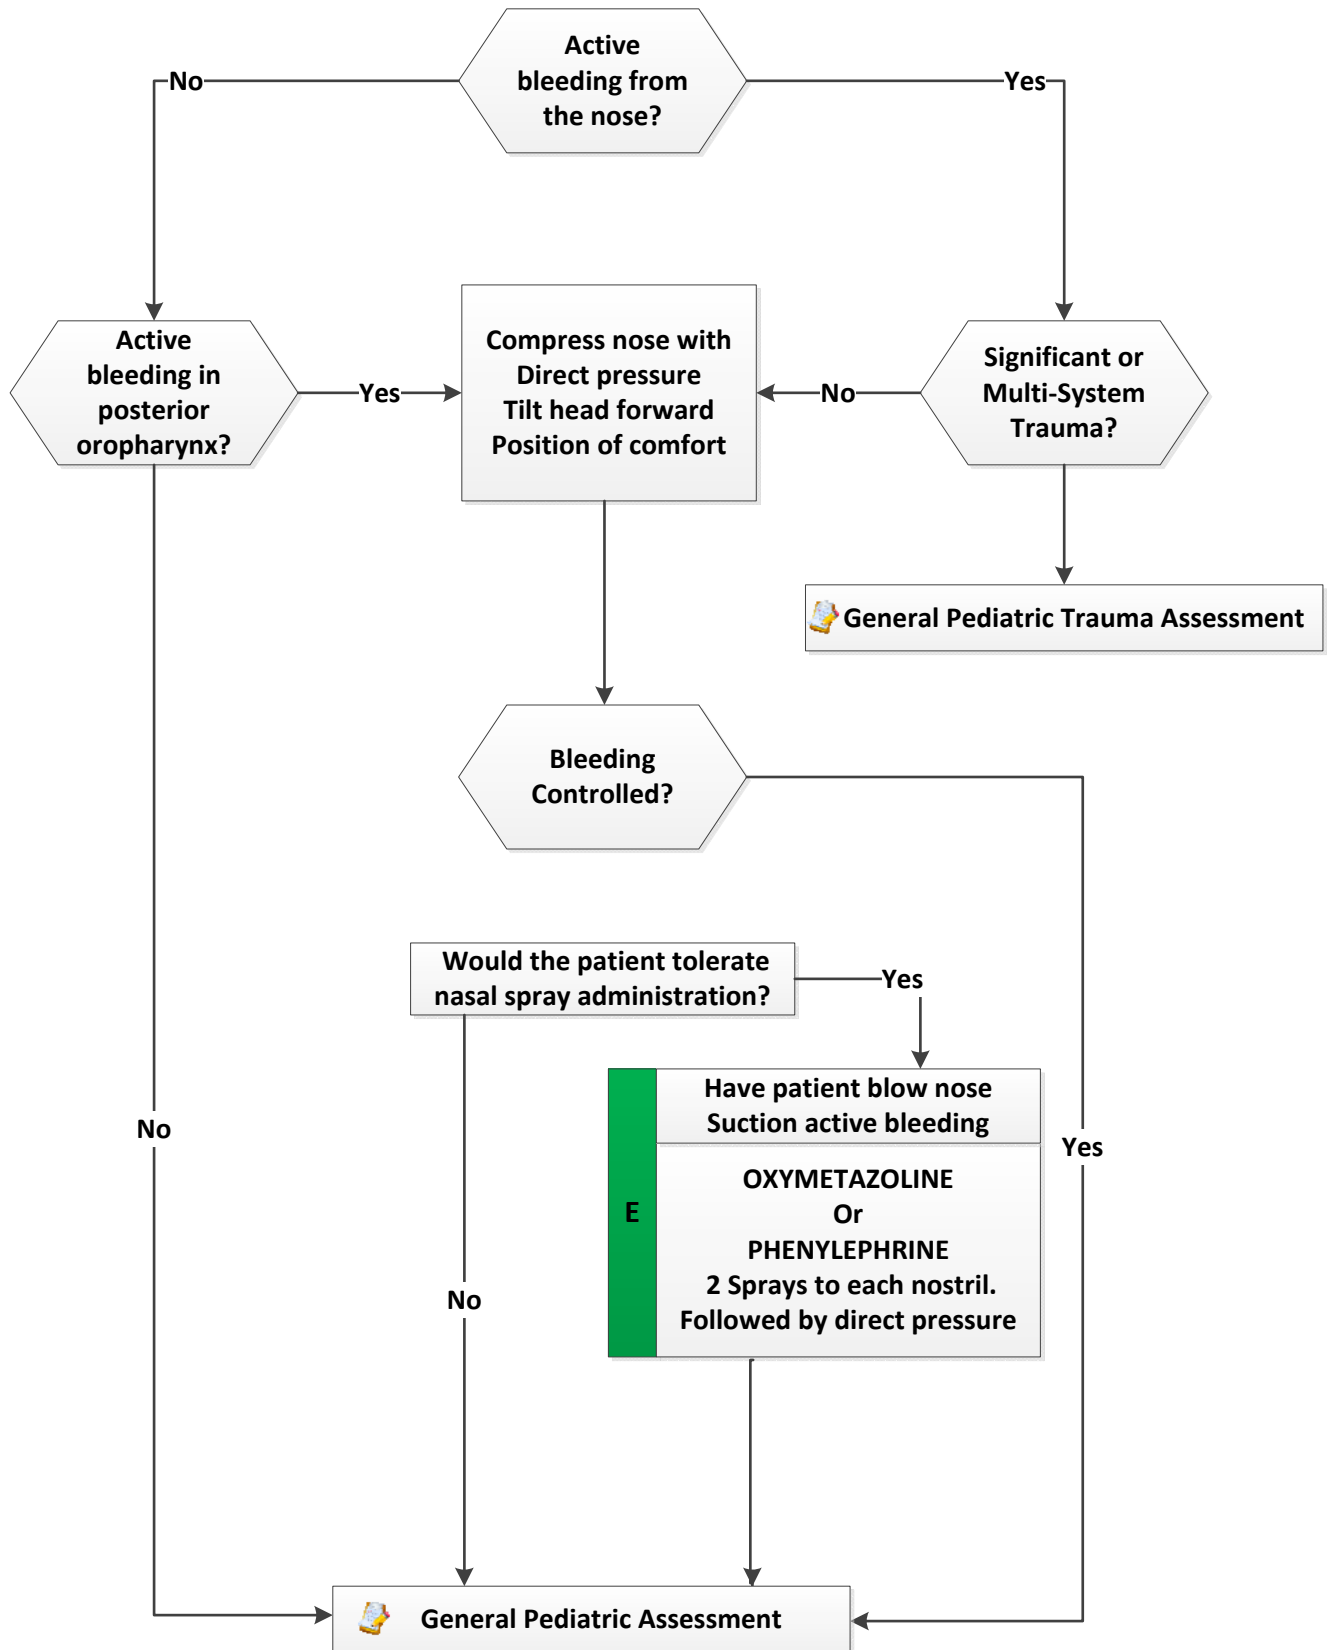 Active
bleeding from
the nose?
No
Yes
Active
bleeding in
posterior
oropharynx?
Yes
Compress nose with
Direct pressure
Tilt head forward
Position of comfort
No
Significant or
Multi-System
Trauma?
General Pediatric Trauma Assessment
Bleeding
Controlled?
Would the patient tolerate
nasal spray administration?
Yes
Have patient blow nose
Suction active bleeding
E
OXYMETAZOLINE
Or
PHENYLEPHRINE
2 Sprays to each nostril.
Followed by direct pressure
No
Yes
No
General Pediatric Assessment